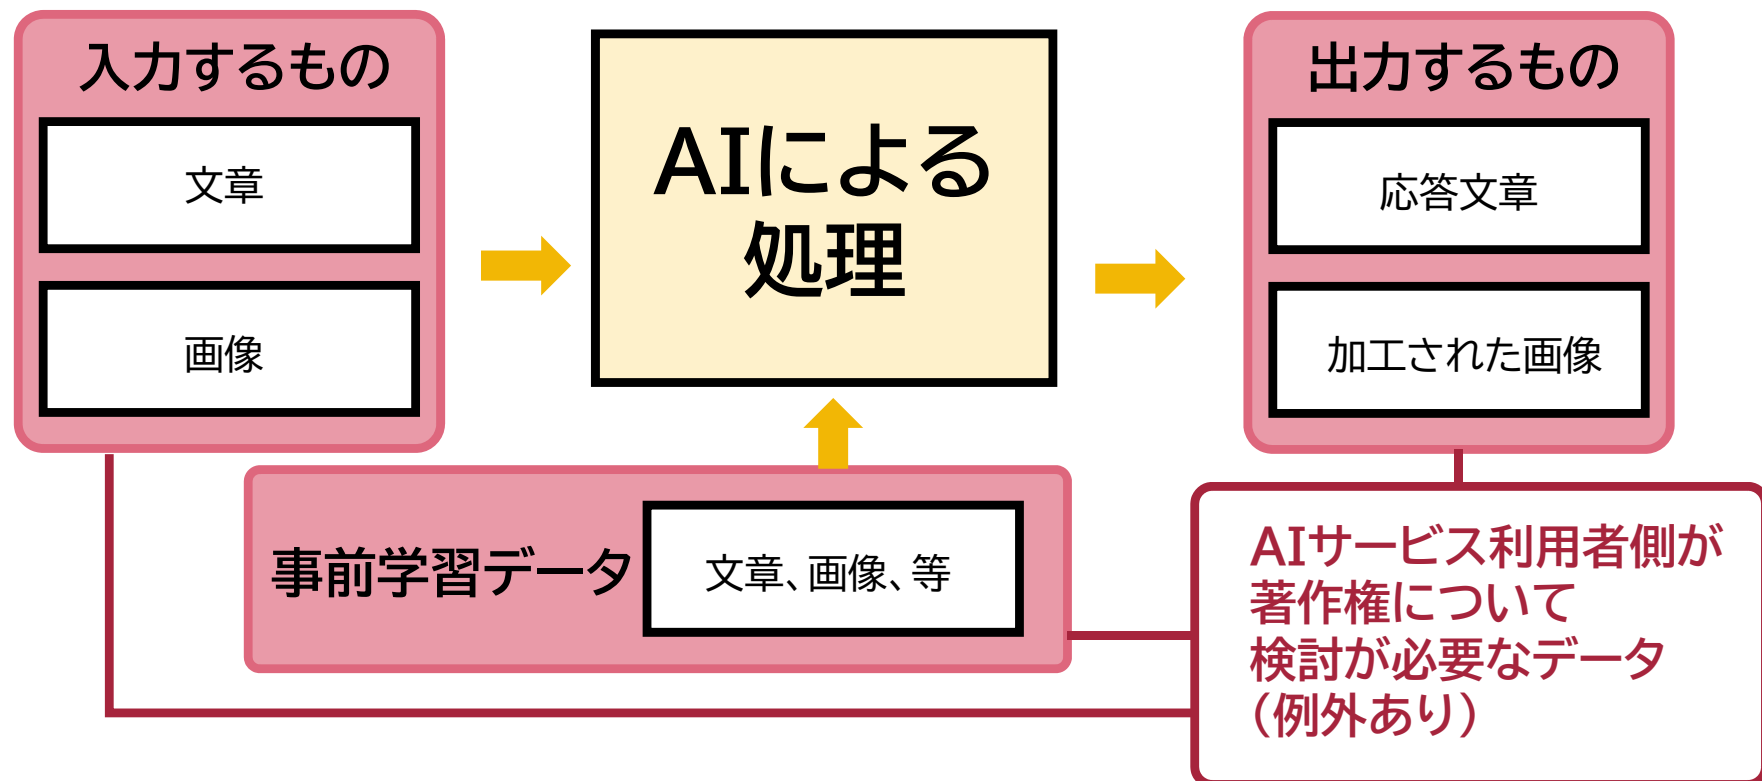 入力するもの
文章
画像
AIによる
処理
出力するもの
応答文章
加工された画像
事前学習データ
文章、画像、等
AIサービス利用者側が
著作権について
検討が必要なデータ
（例外あり）